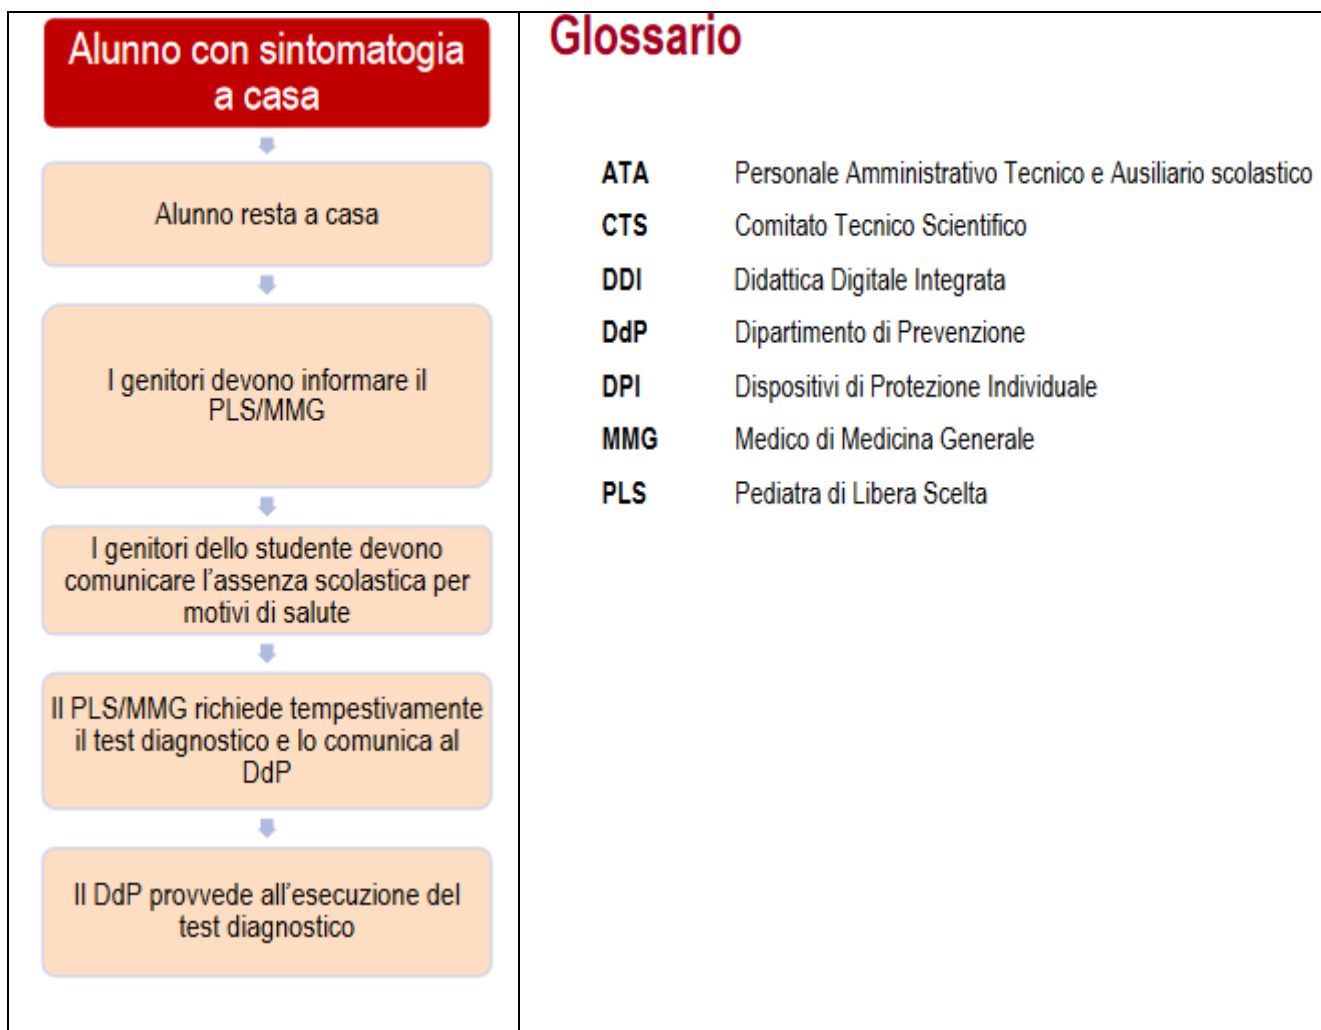 Alunno con sintomatogia
a casa
Alunno resta a casa
I genitori devono informare il
PLS/MMG
I genitori dello studente devono
comunicare l'assenza scolastica per
motivi di salute
Il PLS/MMG richiede tempestivamente
il test diagnostico e lo comunica al
DdP
Il DdP provvede all'esecuzione del
test diagnostico
Glossario
ATA Personale Amministrativo Tecnico e Ausiliario scolastico
CTS Comitato Tecnico Scientifico
DDI Didattica Digitale Integrata
DdP Dipartimento di Prevenzione
DPI Dispositivi di Protezione Individuale
MMG Medico di Medicina Generale
PLS Pediatra di Libera Scelta